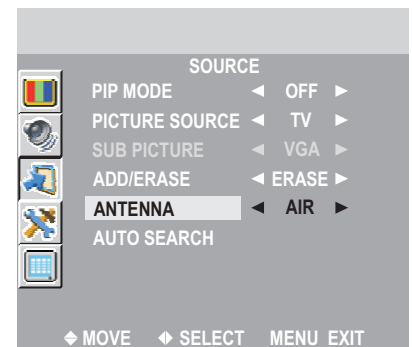 SOURCE
PIP MODE ◄ OFF ►
PICTURE SOURCE ◄ TV ►
SUB PICTURE ◄ VGA ►
ADD/ERASE ◄ ERASE ►
ANTENNA ◄ AIR ►
AUTO SEARCH
MOVE SELECT MENU EXIT